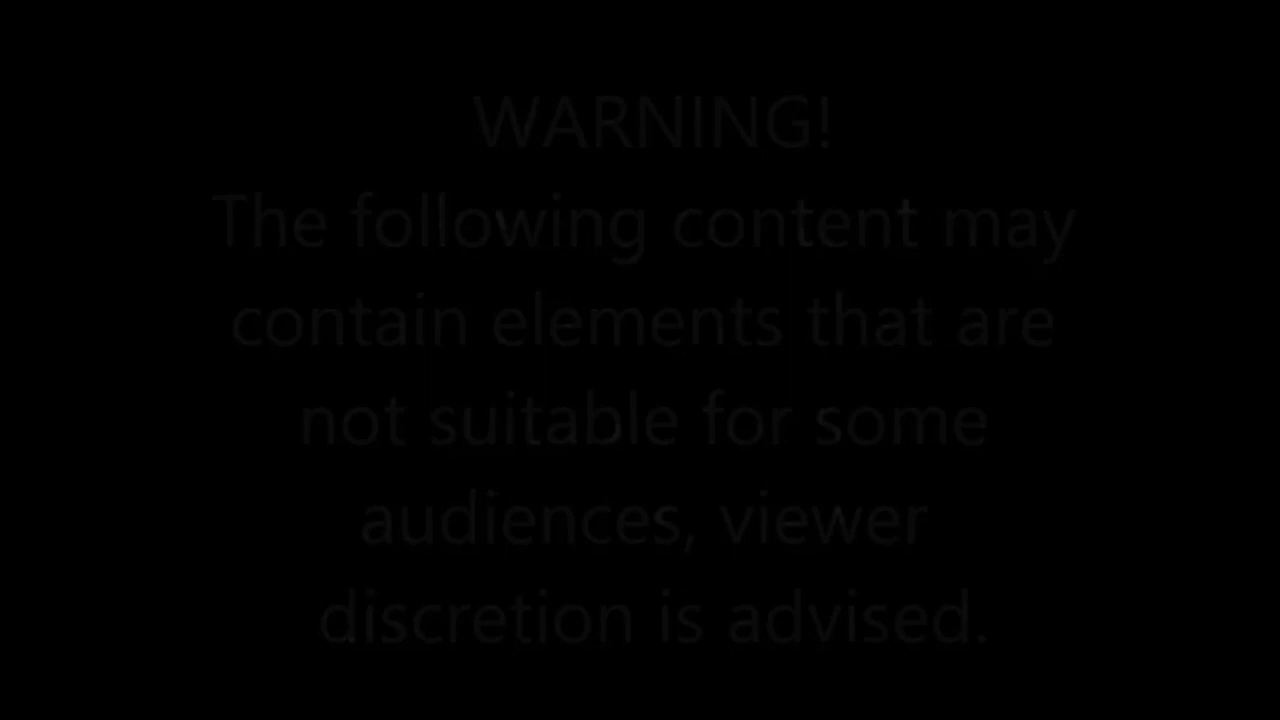 WARNING!
The following content may
contain elements that are
not suitable for some
audiences, viewer
discretion is advised.